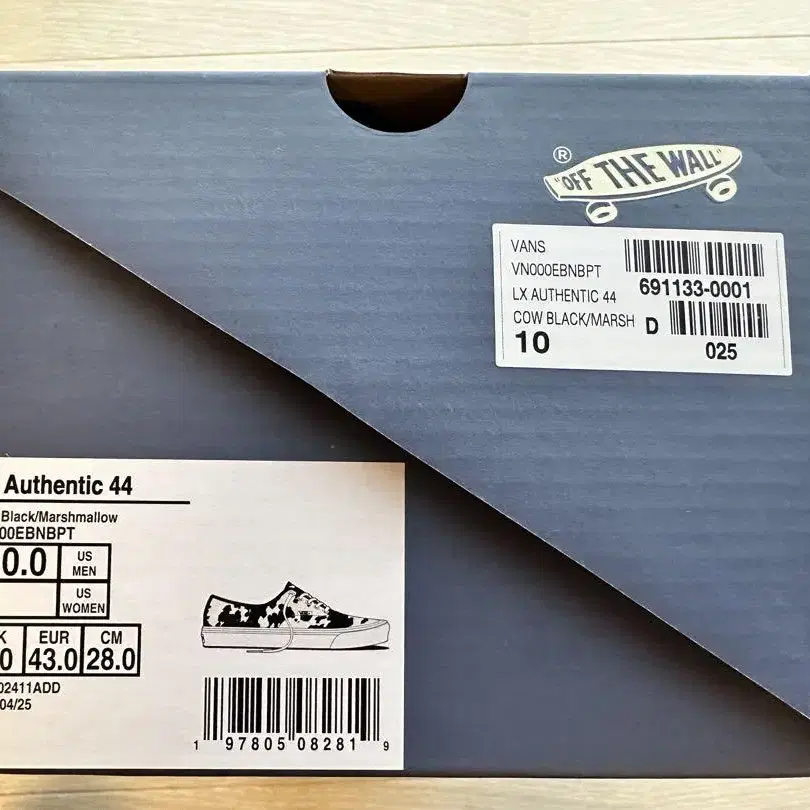 ® "OFF THE WALL"
VANS
VN000EBNBPT
LX AUTHENTIC 44
COW BLACK/MARSH
10
691133-0001
D
025
Authentic 44
Black/Marshmallow
00EBNBPT
0.0 US MEN
US WOMEN
K EUR CM
0 43.0 28.0
02411ADD
04/25
1 97805 08281 9